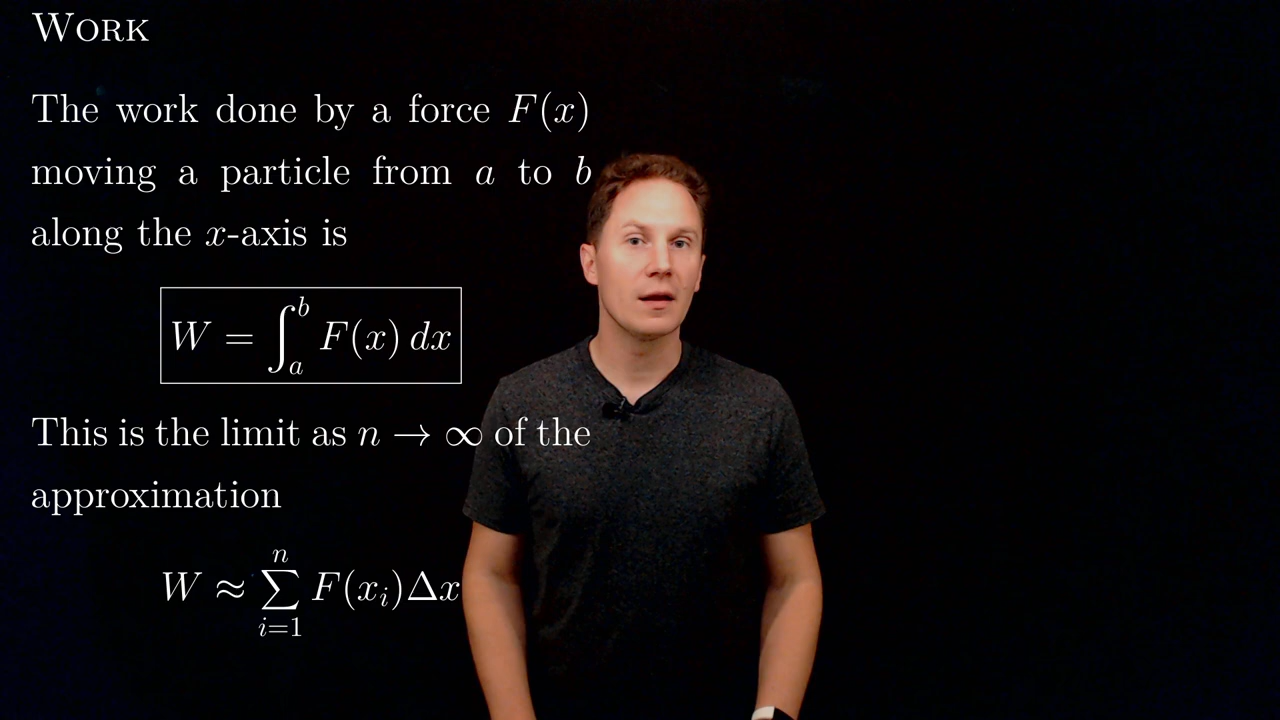 WORK
The work done by a force F(x)
moving a particle from a to b
along the x-axis is
W = ∫_a^b F(x) dx
This is the limit as n → ∞ of the
approximation
W ≈ ∑_{i=1}^n F(x_i)Δx